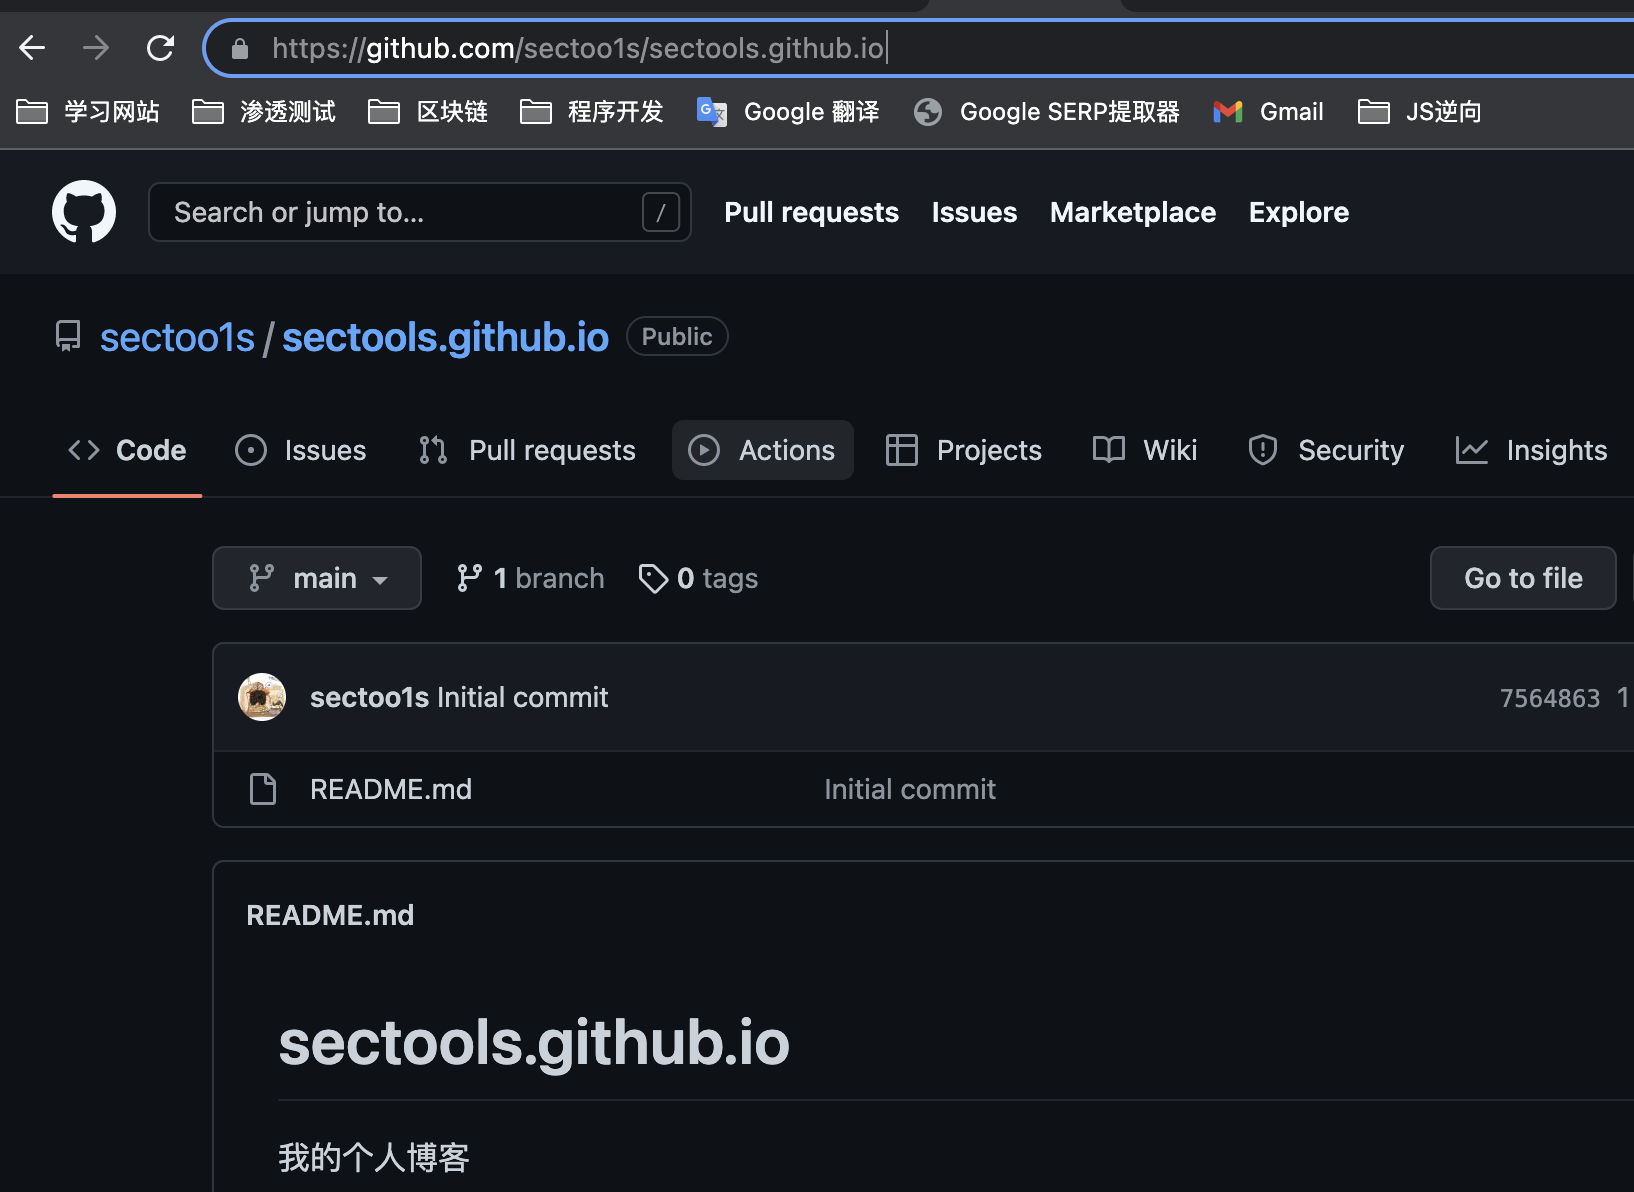 https://github.com/sectoo1s/sectools.github.io
学习网站 渗透测试 区块链 程序开发 Google 翻译 Google SERP提取器 Gmail JS逆向
Search or jump to... / Pull requests Issues Marketplace Explore
sectoo1s / sectools.github.io Public
Code Issues Pull requests Actions Projects Wiki Security Insights
main 1 branch 0 tags Go to file
sectoo1s Initial commit 7564863 1
README.md Initial commit
README.md
sectools.github.io
我的个人博客